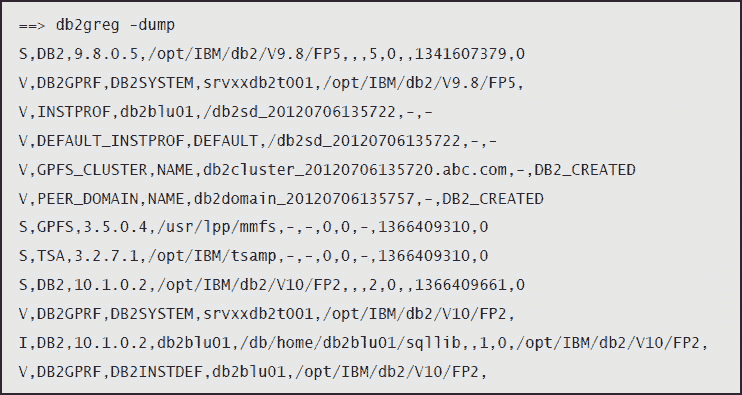 ==> db2greg -dump
S,DB2,9.8.0.5,/opt/IBM/db2/V9.8/FP5,,,5,0,,1341607379,0
V,DB2GPRF,DB2SYSTEM,srvxxdb2t001,/opt/IBM/db2/V9.8/FP5,
V,INSTPROF,db2blu01,/db2sd_20120706135722,-,-
V,DEFAULT_INSTPROF,DEFAULT,/db2sd_20120706135722,-,-
V,GPFS_CLUSTER,NAME,db2cluster_20120706135720.abc.com,-,DB2_CREATED
V,PEER_DOMAIN,NAME,db2domain_20120706135757,-,DB2_CREATED
S,GPFS,3.5.0.4,/usr/lpp/mmfs,-,-,0,0,-,1366409310,0
S,TSA,3.2.7.1,/opt/IBM/tsamp,-,-,0,0,-,1366409310,0
S,DB2,10.1.0.2,/opt/IBM/db2/V10/FP2,,,2,0,,1366409661,0
V,DB2GPRF,DB2SYSTEM,srvxxdb2t001,/opt/IBM/db2/V10/FP2,
I,DB2,10.1.0.2,db2blu01,/db/home/db2blu01/sqllib,,1,0,/opt/IBM/db2/V10/FP2,
V,DB2GPRF,DB2INSTDEF,db2blu01,/opt/IBM/db2/V10/FP2,